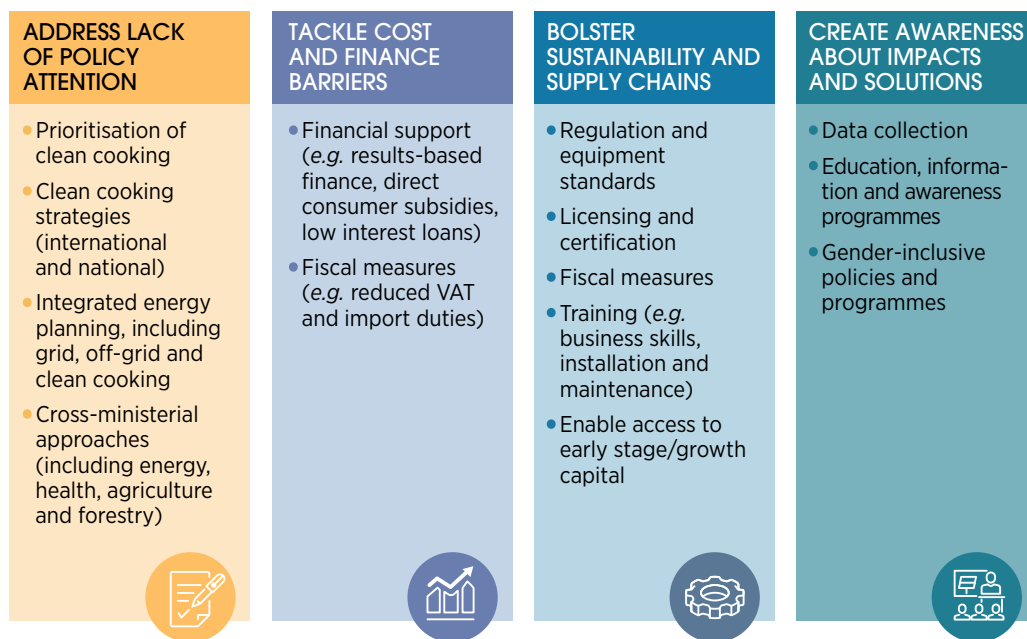 ADDRESS LACK
OF POLICY
ATTENTION
• Prioritisation of
clean cooking
• Clean cooking
strategies
(international
and national)
• Integrated energy
planning, including
grid, off-grid and
clean cooking
• Cross-ministerial
approaches
(including energy,
health, agriculture
and forestry)
TACKLE COST
AND FINANCE
BARRIERS
• Financial support
(e.g. results-based
finance, direct
consumer subsidies,
low interest loans)
• Fiscal measures
(e.g. reduced VAT
and import duties)
BOLSTER
SUSTAINABILITY AND
SUPPLY CHAINS
• Regulation and
equipment
standards
• Licensing and
certification
• Fiscal measures
• Training (e.g.
business skills,
installation and
maintenance)
• Enable access to
early stage/growth
capital
CREATE AWARENESS
ABOUT IMPACTS
AND SOLUTIONS
• Data collection
• Education, informa-
tion and awareness
programmes
• Gender-inclusive
policies and
programmes